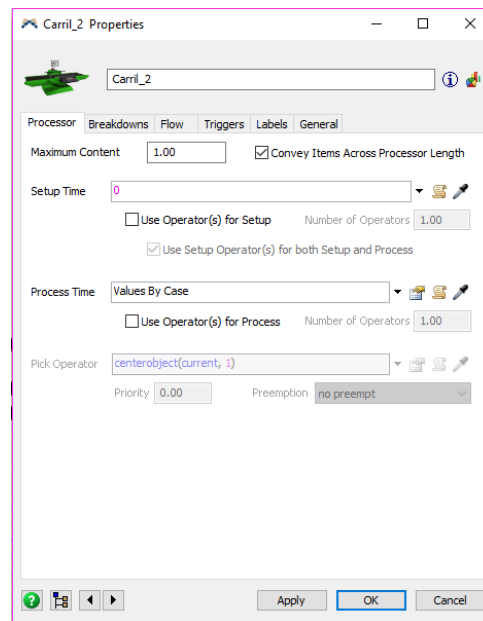 Carril_2 Properties
Carril_2
Processor Breakdowns Flow Triggers Labels General
Maximum Content 1.00 Convey Items Across Processor Length
Setup Time 0
Use Operator(s) for Setup Number of Operators 1.00
Use Setup Operator(s) for both Setup and Process
Process Time Values By Case
Use Operator(s) for Process Number of Operators 1.00
Pick Operator centerobject(current, 1)
Priority 0.00 Preemption no preempt
Apply OK Cancel